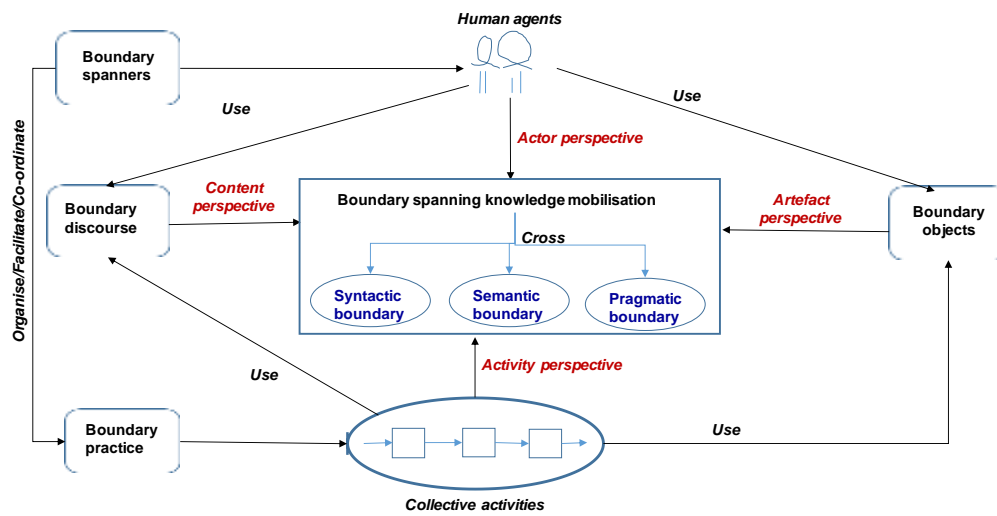 Human agents
Boundary
spanners
Use
Use
Actor perspective
Organise/Facilitate/Co-ordinate
Content
perspective
Boundary
discourse
Boundary spanning knowledge mobilisation
Cross
Syntactic
boundary
Semantic
boundary
Pragmatic
boundary
Artefact
perspective
Boundary
objects
Activity perspective
Use
Boundary
practice
Use
Collective activities